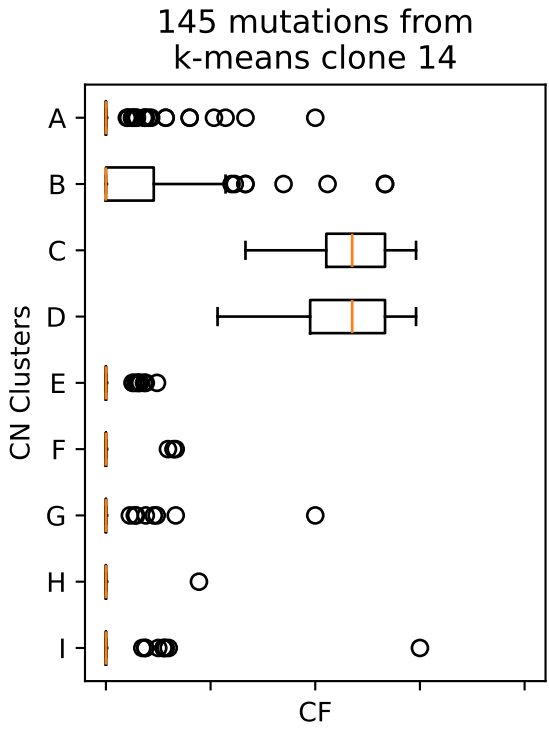 145 mutations from
k-means clone 14
A
B
C
D
E
F
G
H
I
CN Clusters
CF